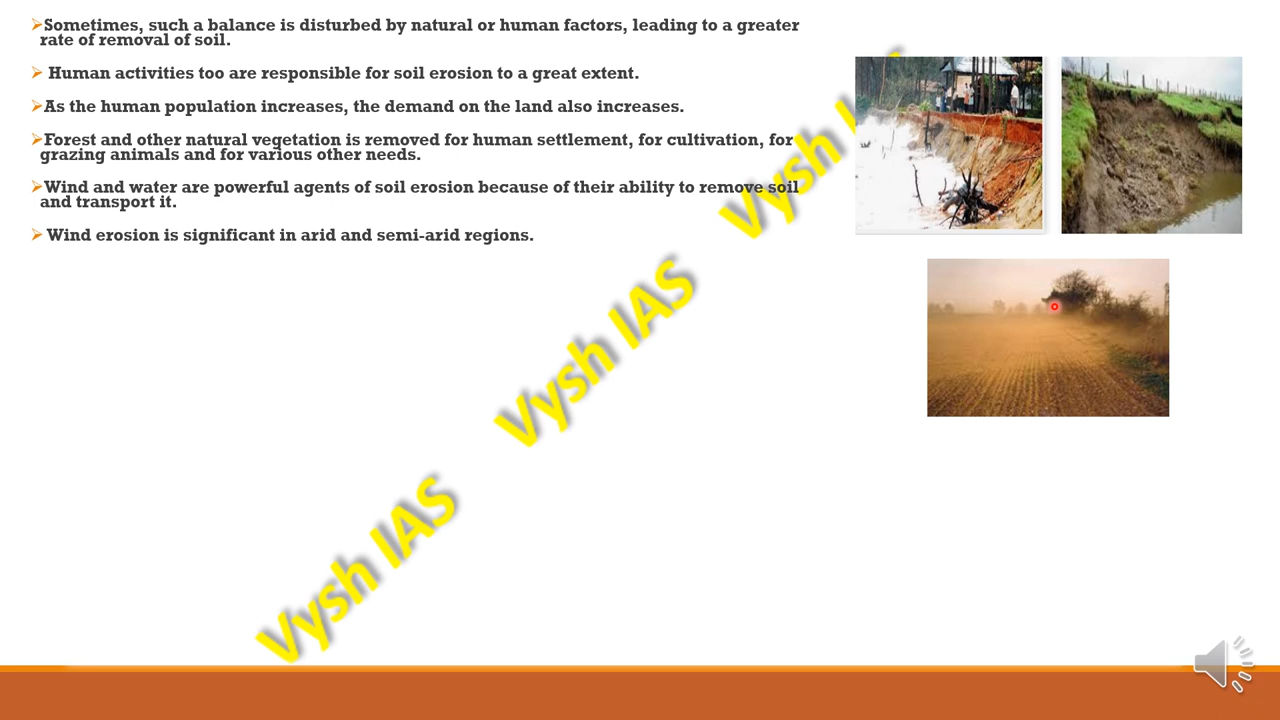 ➢Sometimes, such a balance is disturbed by natural or human factors, leading to a greater
rate of removal of soil.
➢ Human activities too are responsible for soil erosion to a great extent.
➢As the human population increases, the demand on the land also increases.
➢Forest and other natural vegetation is removed for human settlement, for cultivation, for
grazing animals and for various other needs.
➢Wind and water are powerful agents of soil erosion because of their ability to remove soil
and transport it.
➢ Wind erosion is significant in arid and semi-arid regions.
Vysh I
Vysh IAS
Vysh IAS